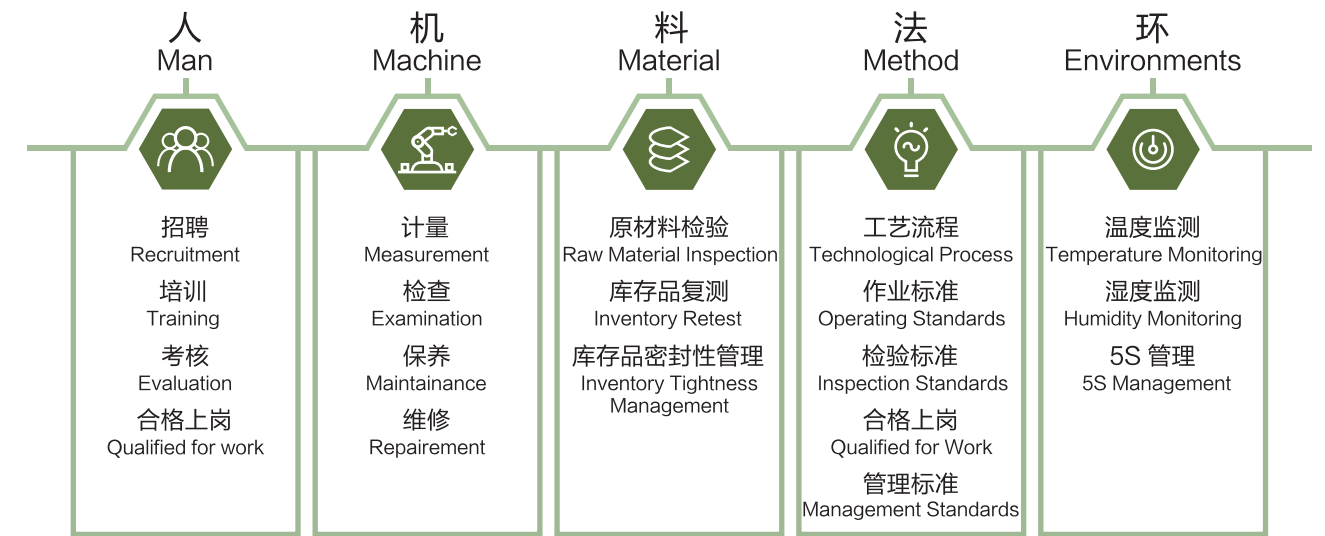 人
Man
招聘
Recruitment
培训
Training
考核
Evaluation
合格上岗
Qualified for work
机
Machine
计量
Measurement
检查
Examination
保养
Maintainance
维修
Repairement
料
Material
原材料检验
Raw Material Inspection
库存品复测
Inventory Retest
库存品密封性管理
Inventory Tightness
Management
法
Method
工艺流程
Technological Process
作业标准
Operating Standards
检验标准
Inspection Standards
合格上岗
Qualified for Work
管理标准
Management Standards
环
Environments
温度监测
Temperature Monitoring
湿度监测
Humidity Monitoring
5S 管理
5S Management